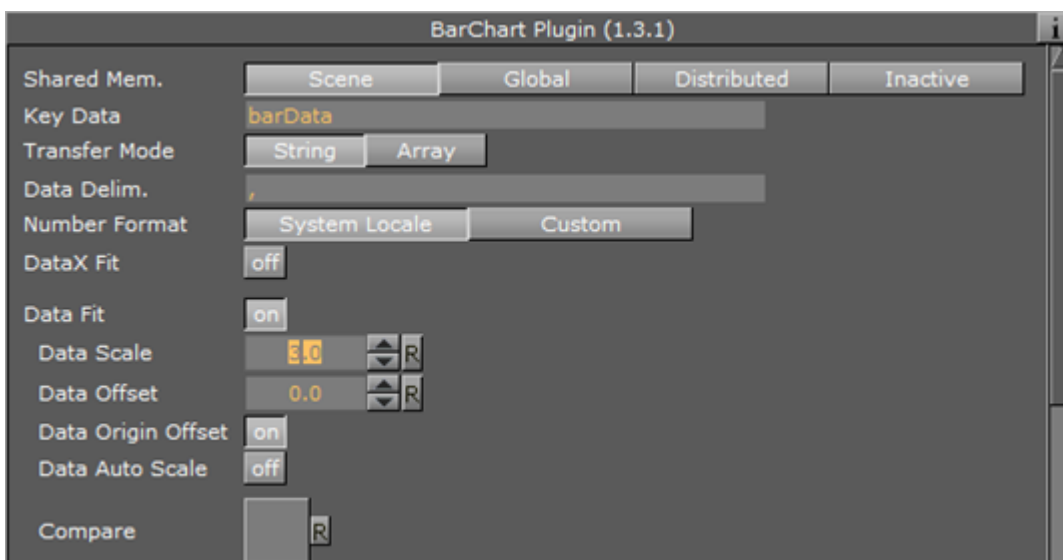 BarChart Plugin (1.3.1) i
Shared Mem. Scene Global Distributed Inactive
Key Data barData
Transfer Mode String Array
Data Delim. ,
Number Format System Locale Custom
DataX Fit off
Data Fit on
Data Scale 3.0 R
Data Offset 0.0 R
Data Origin Offset on
Data Auto Scale off
Compare R